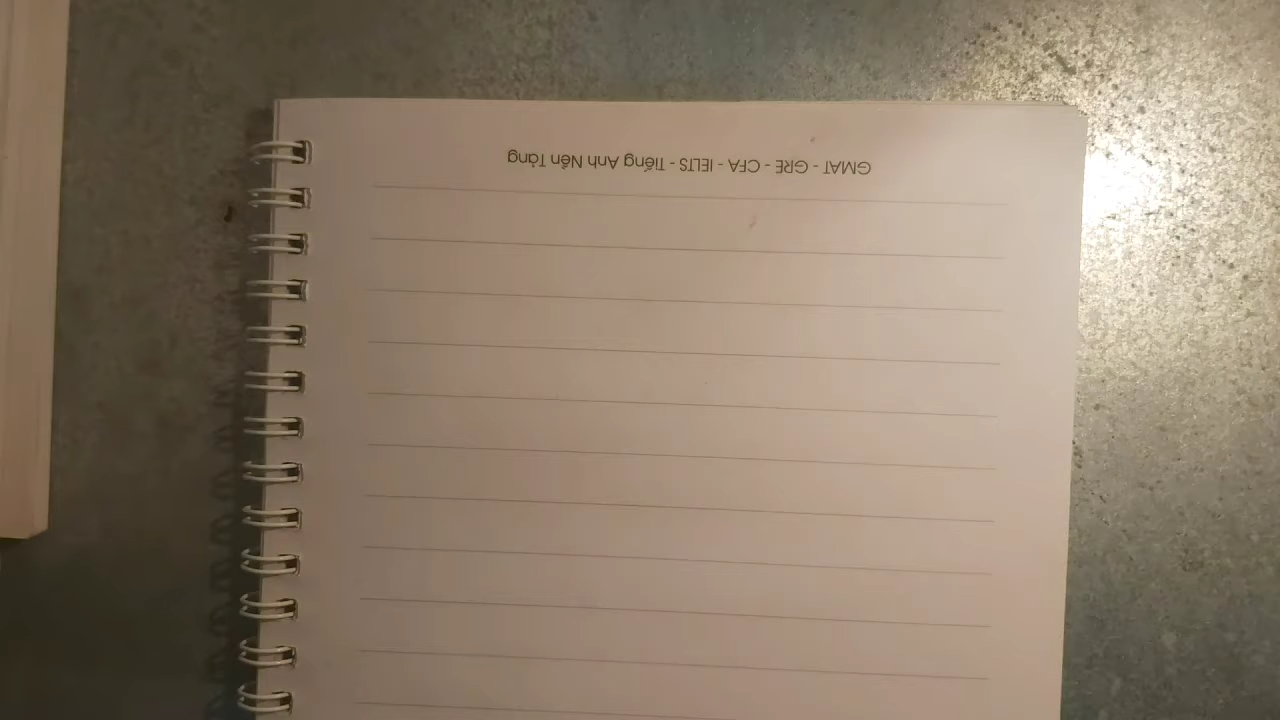 GMAT - GRE - CFA - IELTS - Tiếng Anh Nền Tảng